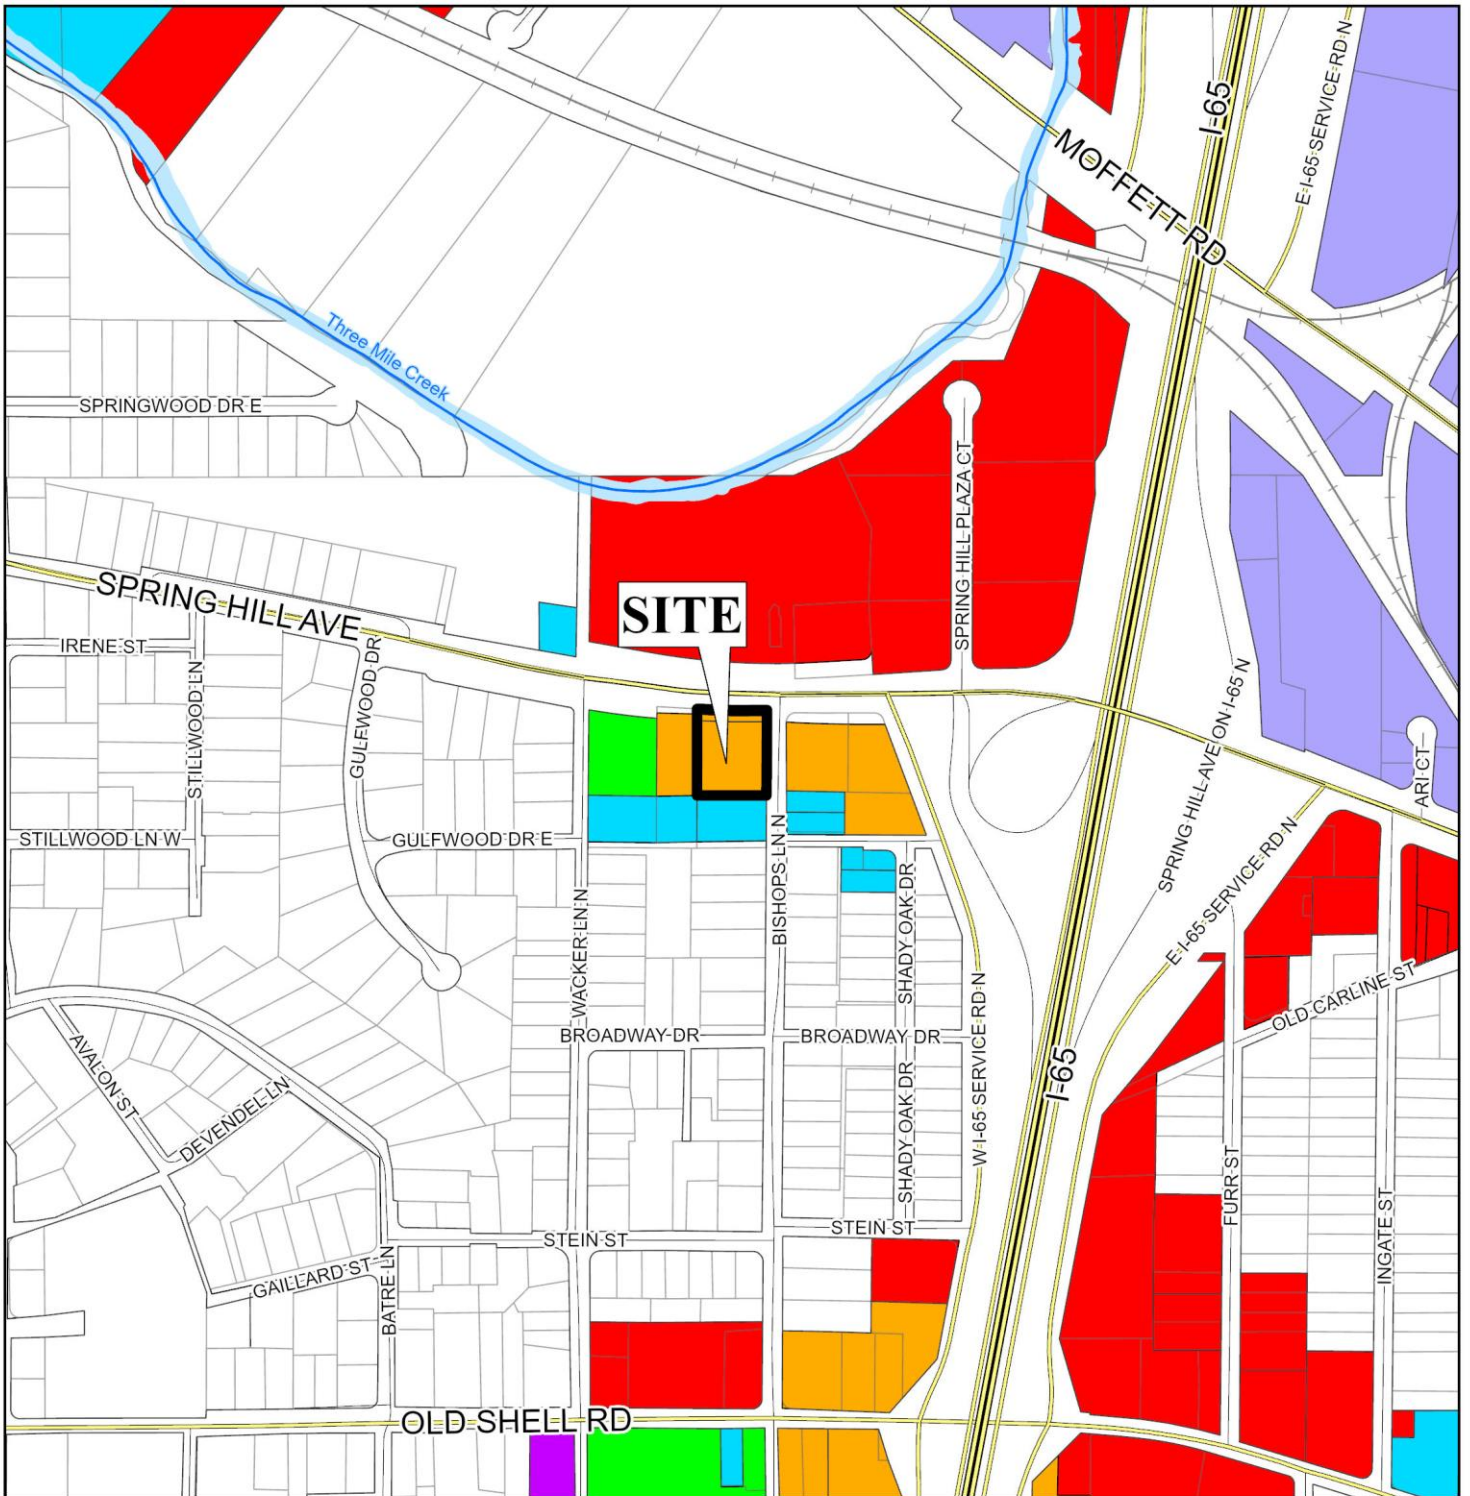 I-65
E I-65 SERVICE RD N
MOFFETT RD
Three Mile Creek
SPRINGWOOD DR E
SPRING HILL PLAZA CT
SPRING HILL AVE
SITE
IRENE ST
STILLWOOD LN
GULFWOOD DR
SPRING HILL AVE ON I-65 N
ARI CT
STILLWOOD LN W
GULFWOOD DR E
BISHOPS LN N
E I-65 SERVICE RD N
SHADY OAK DR
WACKER LN N
W I-65 SERVICE RD N
OLD CARLINE ST
BROADWAY DR
BROADWAY DR
AVALON ST
DEVENDEL LN
I-65
SHADY OAK DR
FURR ST
INGATE ST
STEIN ST
STEIN ST
GAILLARD ST
BATRE LN
OLD SHELL RD